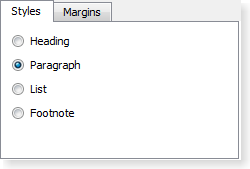 Styles Margins
Heading
Paragraph
List
Footnote